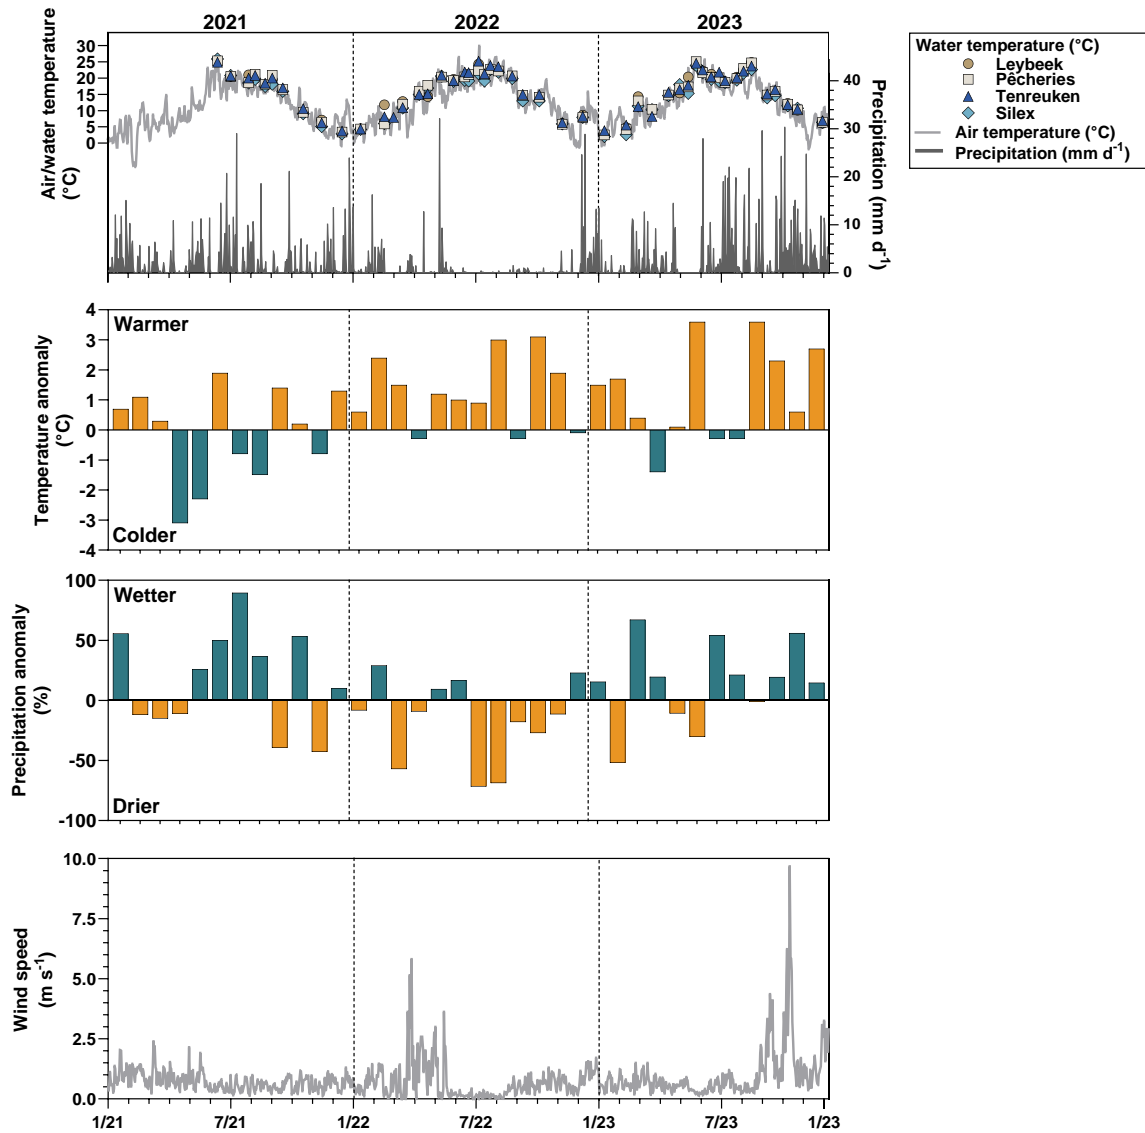 2021 2022 2023
Air/water temperature
(°C)
30
25
20
15
10
5
0
Precipitation (mm d-1)
40
30
20
10
0
Water temperature (°C)
Leybeek
Pêcheries
Tenreuken
Silex
Air temperature (°C)
Precipitation (mm d-1)
Temperature anomaly
(°C)
4
3
2
1
0
-1
-2
-3
-4
Warmer
Colder
Precipitation anomaly
(%)
100
50
0
-50
-100
Wetter
Drier
Wind speed
(m s-1)
10.0
7.5
5.0
2.5
0.0
1/21 7/21 1/22 7/22 1/23 7/23 1/23